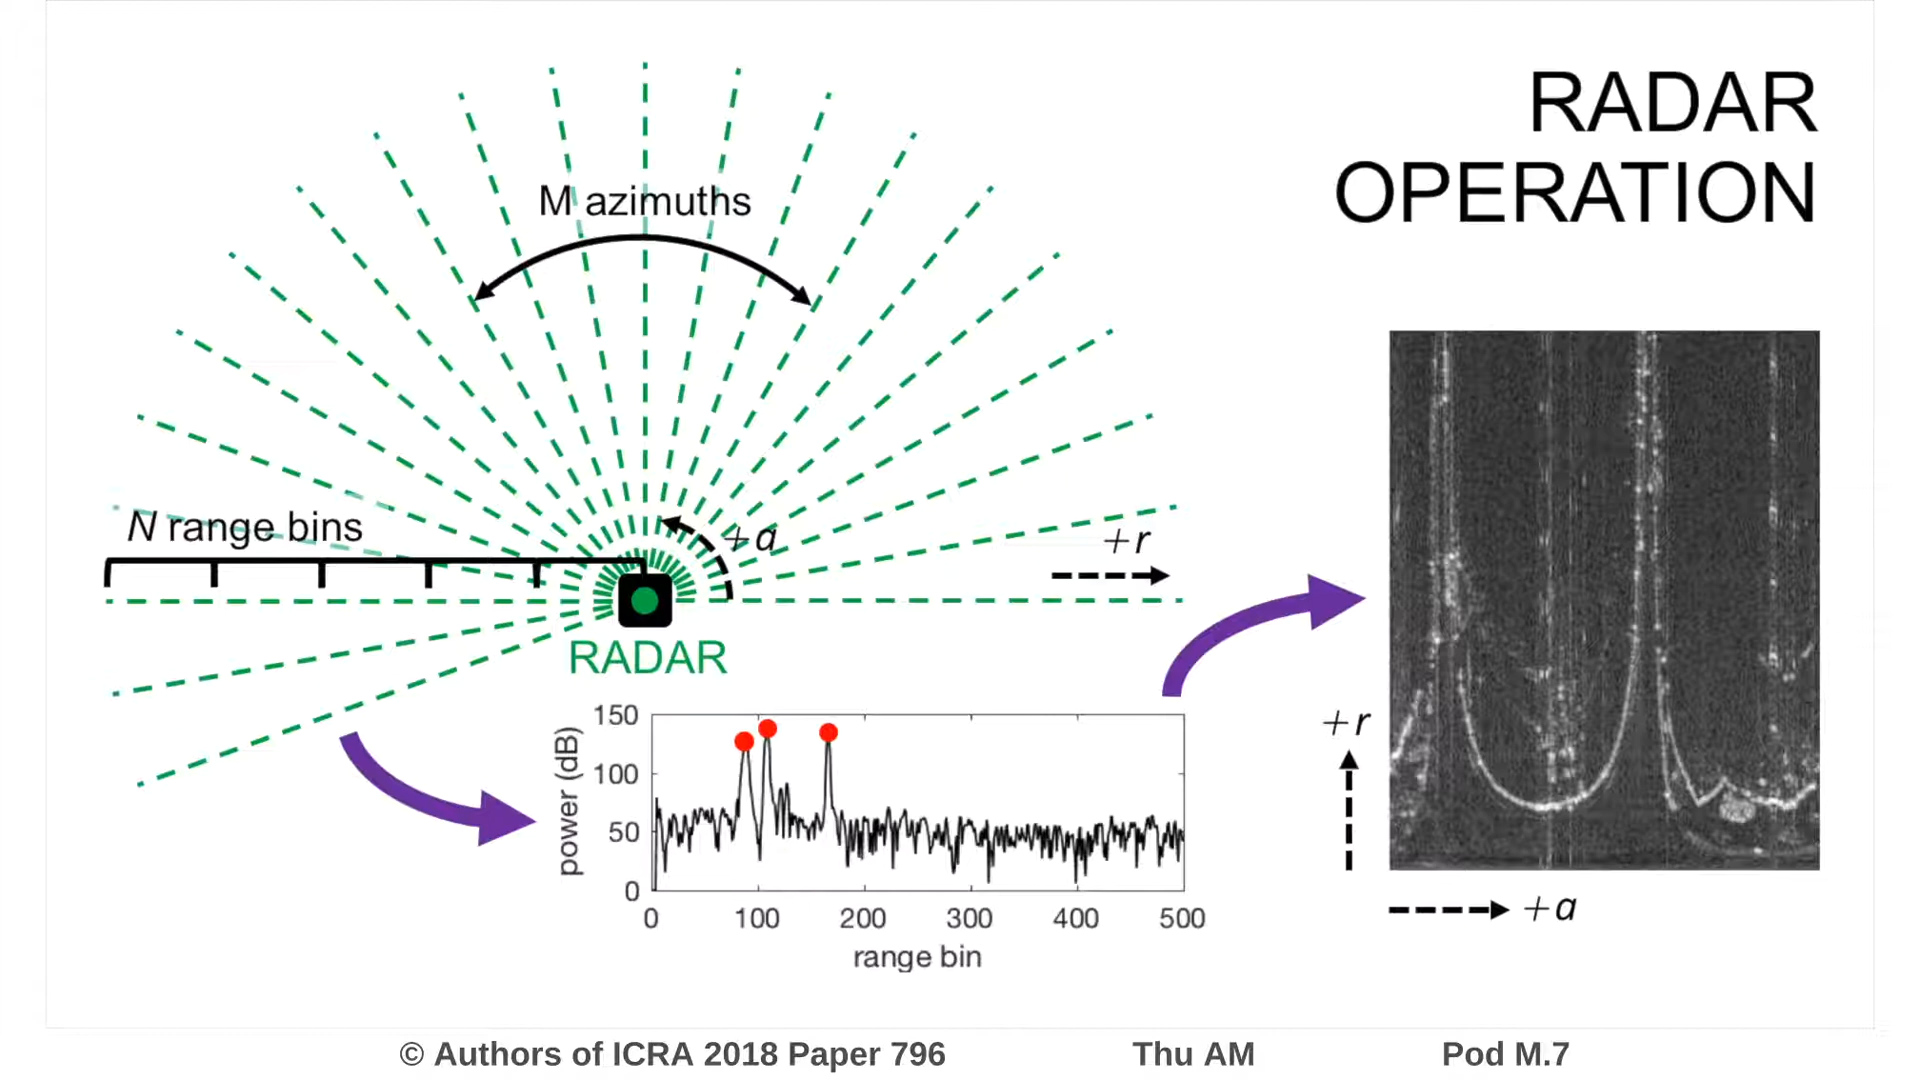 RADAR
OPERATION
M azimuths
N range bins
+a
+r
RADAR
150
100
50
0
power (dB)
0 100 200 300 400 500
range bin
+r
+a
© Authors of ICRA 2018 Paper 796 Thu AM Pod M.7